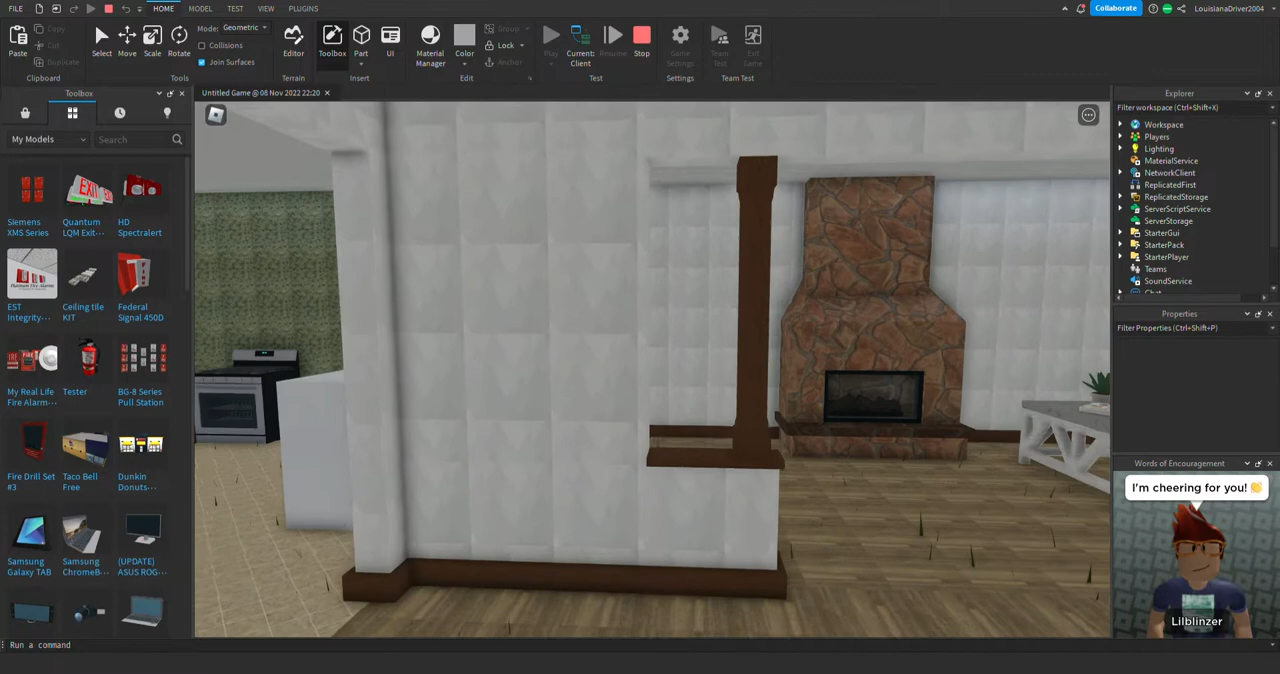 FILE HOME MODEL TEST VIEW PLUGINS Collaborate LouisianaDriver2004
Paste Copy Cut Duplicate Clipboard
Select Move Scale Rotate Tools
Mode: Geometric
Collisions
Join Surfaces
Editor Terrain
Toolbox Part UI Insert
Material Manager Color Group Lock Anchor Edit
Play Current: Client Resume Stop Test
Game Settings Settings
Team Test Exit Game Team Test
Toolbox
Untitled Game @ 08 Nov 2022 22:20
My Models Search
Siemens XMS Series
Quantum LQM Exit-···
HD Spectralert
EST Integrity-···
Ceiling tile KIT
Federal Signal 450D
My Real Life Fire Alarm-···
Tester
BG-8 Series Pull Station
Fire Drill Set #3
Taco Bell Free
Dunkin Donuts-···
Samsung Galaxy TAB
Samsung ChromeB-···
(UPDATE) ASUS ROG-···
EXIT
FIRE
Explorer
Filter workspace (Ctrl+Shift+X)
Workspace
Players
Lighting
MaterialService
NetworkClient
ReplicatedFirst
ReplicatedStorage
ServerScriptService
ServerStorage
StarterGui
StarterPack
StarterPlayer
Teams
SoundService
Chat
Properties
Filter Properties (Ctrl+Shift+P)
Words of Encouragement
I'm cheering for you! 👏
Lilblinzer
Run a command